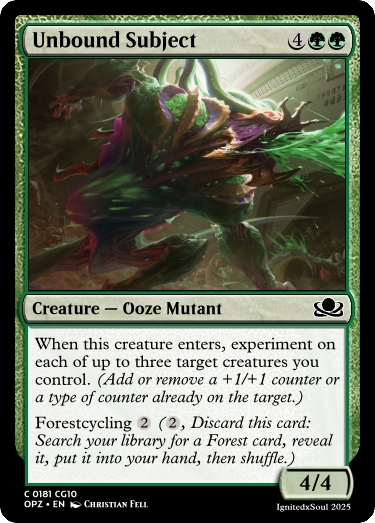 Unbound Subject 4
Creature — Ooze Mutant
When this creature enters, experiment on
each of up to three target creatures you
control. (Add or remove a +1/+1 counter or
a type of counter already on the target.)
Forestcycling 2 (2, Discard this card:
Search your library for a Forest card, reveal
it, put it into your hand, then shuffle.)
4/4
C 0181 CG10
OPZ • EN Christian Fell
IgnitedxSoul 2025